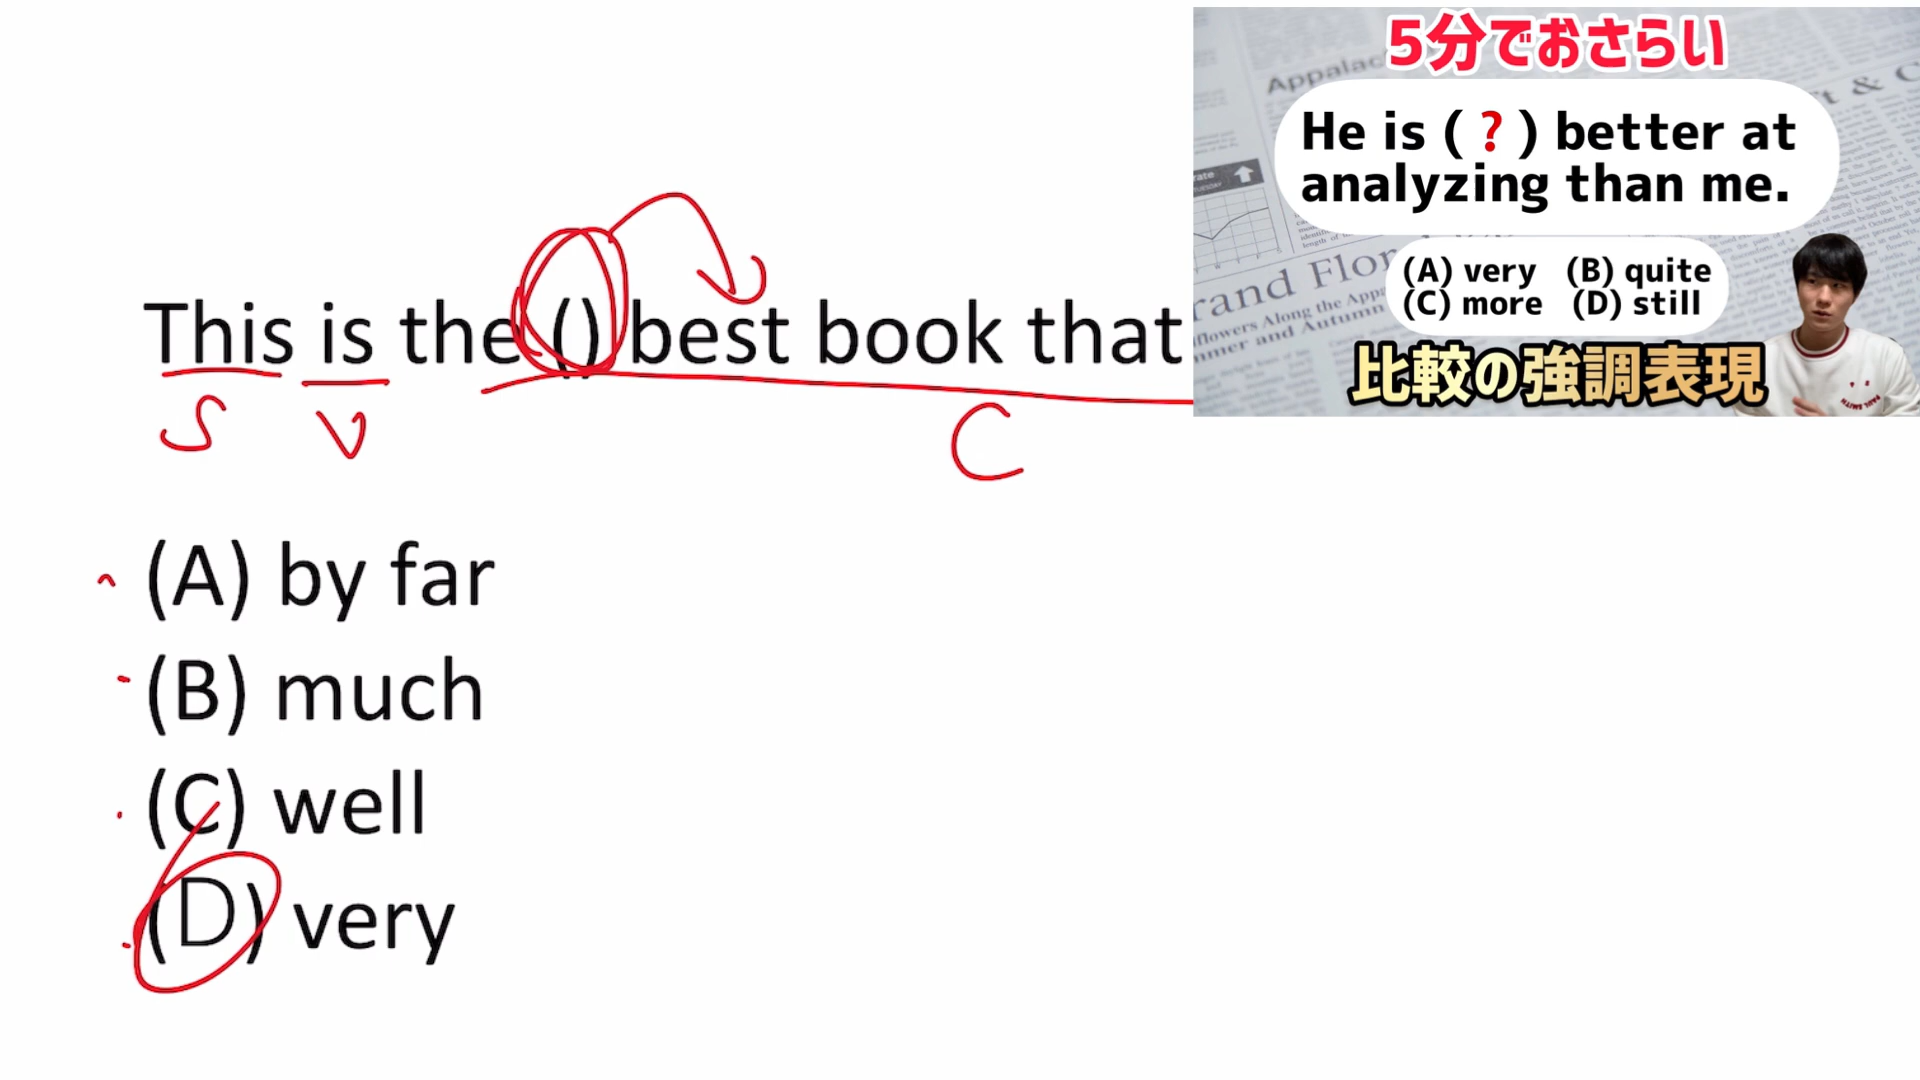 This is the () best book that
S V C
(A) by far
(B) much
(C) well
(D) very
5分でおさらい
He is ( ? ) better at
analyzing than me.
(A) very (B) quite
(C) more (D) still
比較の強調表現